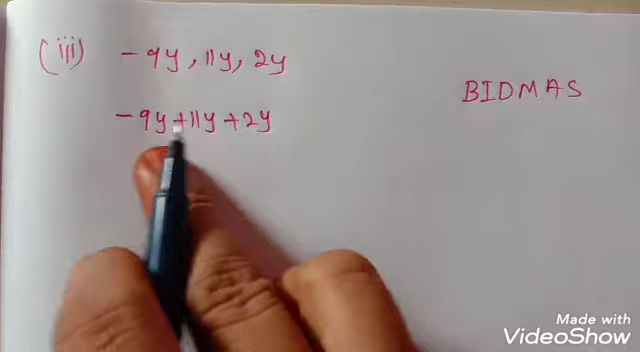 (iii) -9y, 11y, 2y
BIDMAS
-9y+11y+2y
Made with
VideoShow